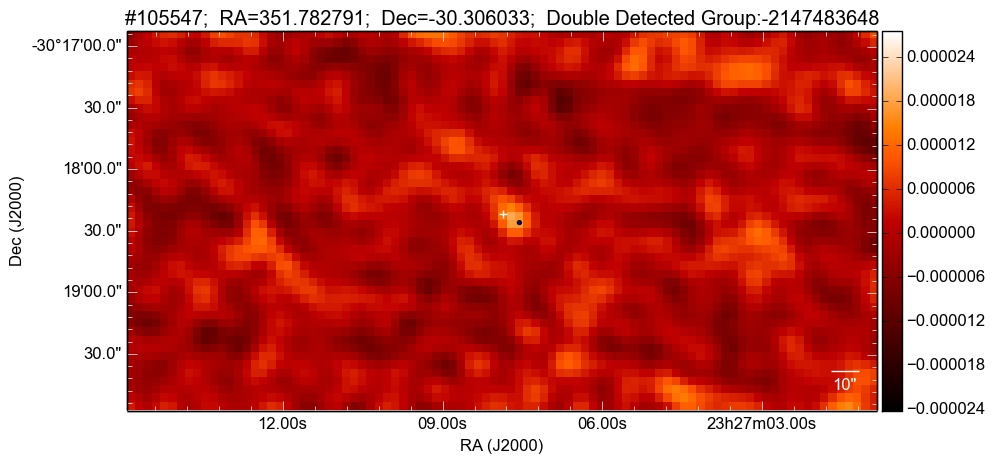 #105547;  RA=351.782791;  Dec=-30.306033;  Double Detected Group:-2147483648
-30°17'00.0"
30.0"
18'00.0"
30.0"
19'00.0"
30.0"
Dec (J2000)
12.00s
09.00s
06.00s
23h27m03.00s
RA (J2000)
10"
0.000024
0.000018
0.000012
0.000006
0.000000
−0.000006
−0.000012
−0.000018
−0.000024